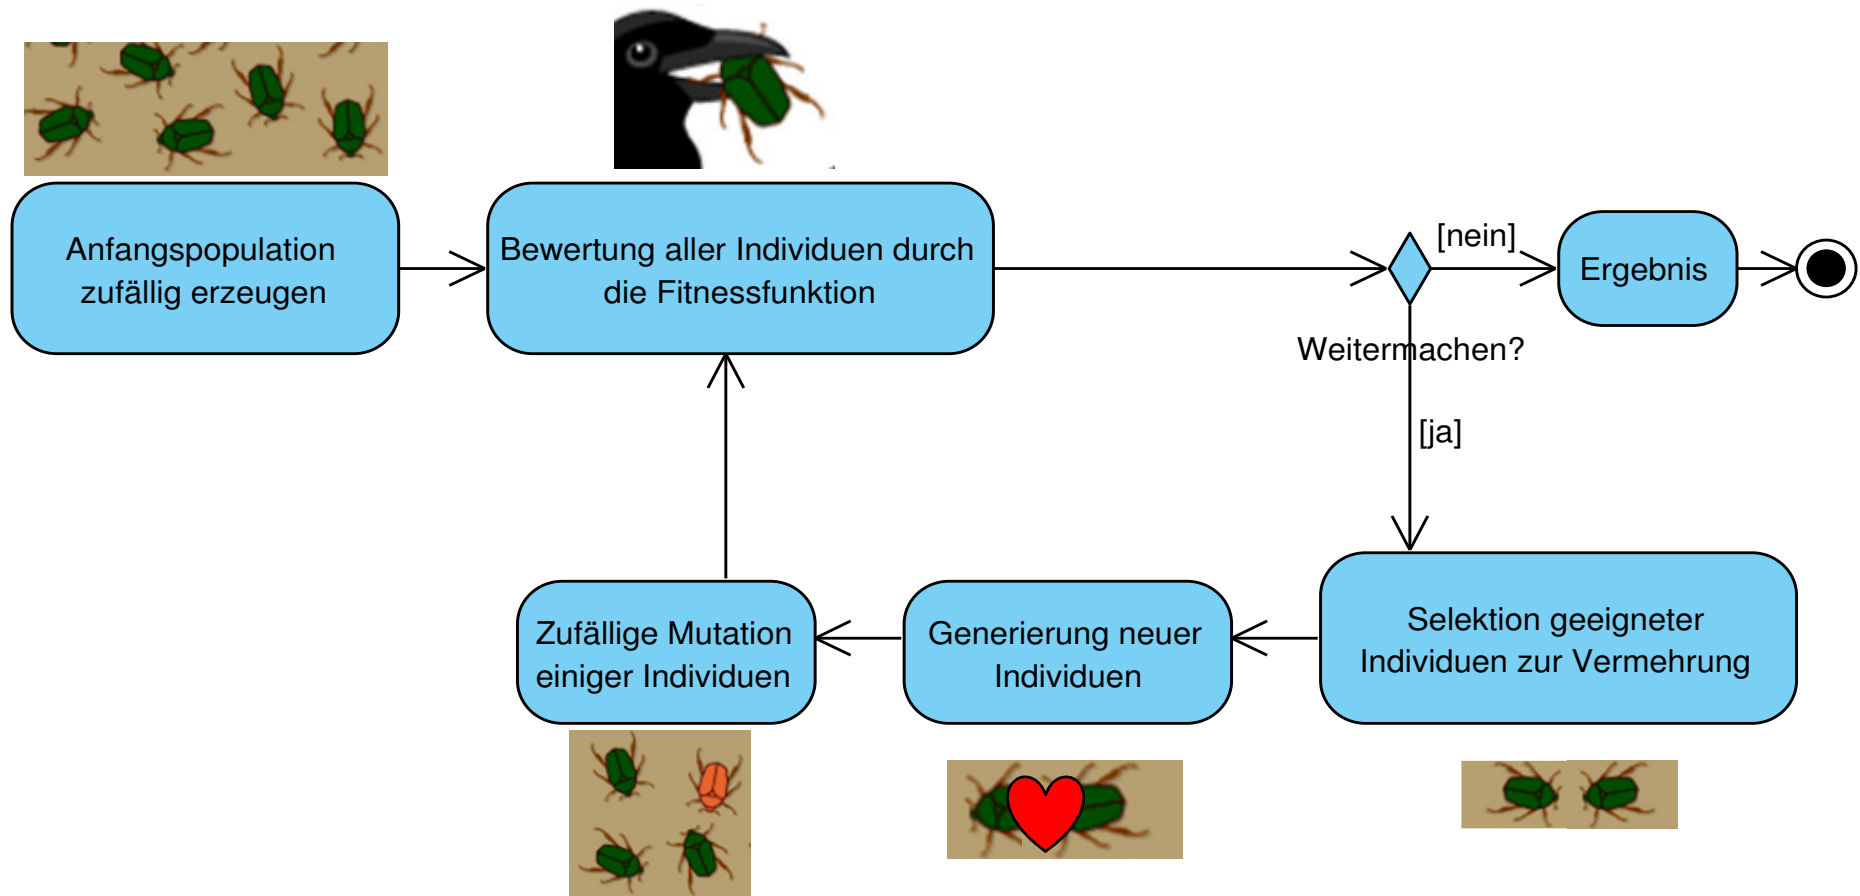 Anfangspopulation
zufällig erzeugen
Bewertung aller Individuen durch
die Fitnessfunktion
[nein]
Ergebnis
Weitermachen?
[ja]
Selektion geeigneter
Individuen zur Vermehrung
Generierung neuer
Individuen
Zufällige Mutation
einiger Individuen